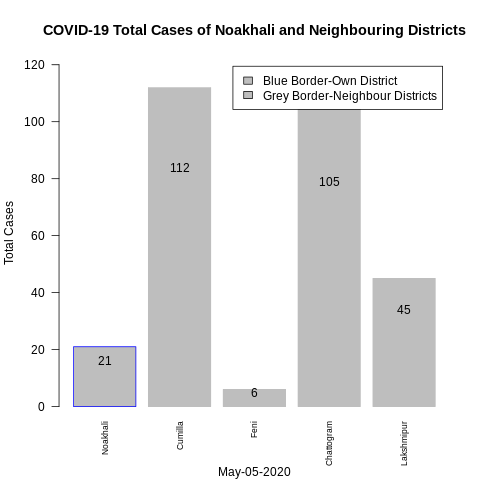 COVID-19 Total Cases of Noakhali and Neighbouring Districts
Blue Border-Own District
Grey Border-Neighbour Districts
Total Cases
120
100
80
60
40
20
0
21
112
6
105
45
Noakhali
Cumilla
Feni
Chattogram
Lakshmipur
May-05-2020